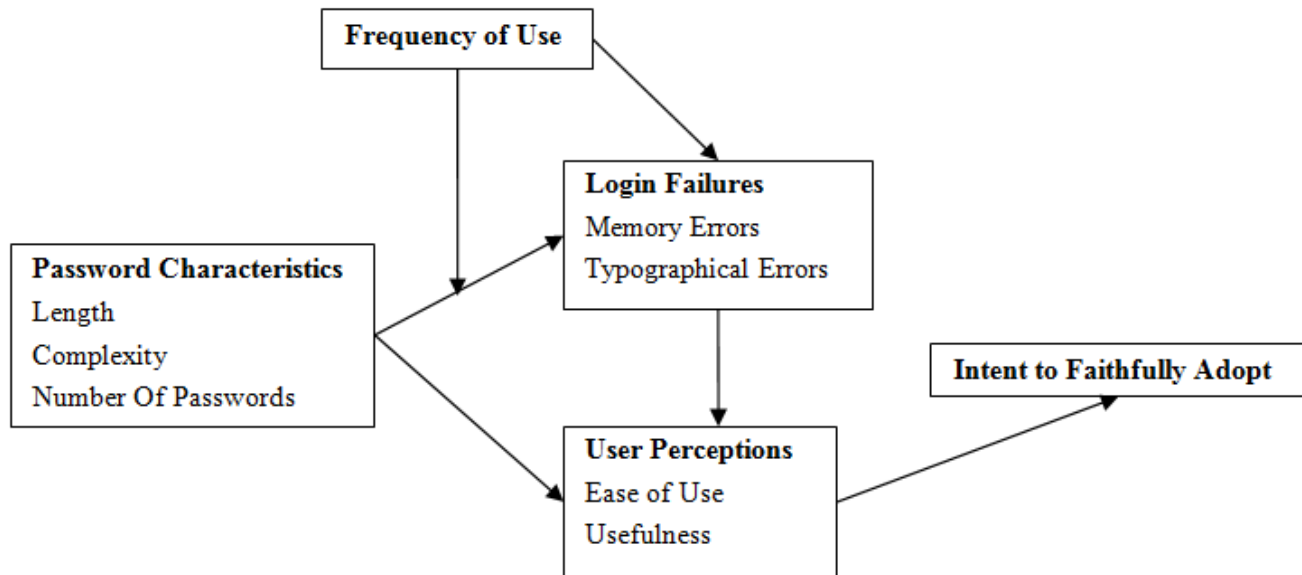 Frequency of Use
Login Failures
Memory Errors
Typographical Errors
Password Characteristics
Length
Complexity
Number Of Passwords
Intent to Faithfully Adopt
User Perceptions
Ease of Use
Usefulness